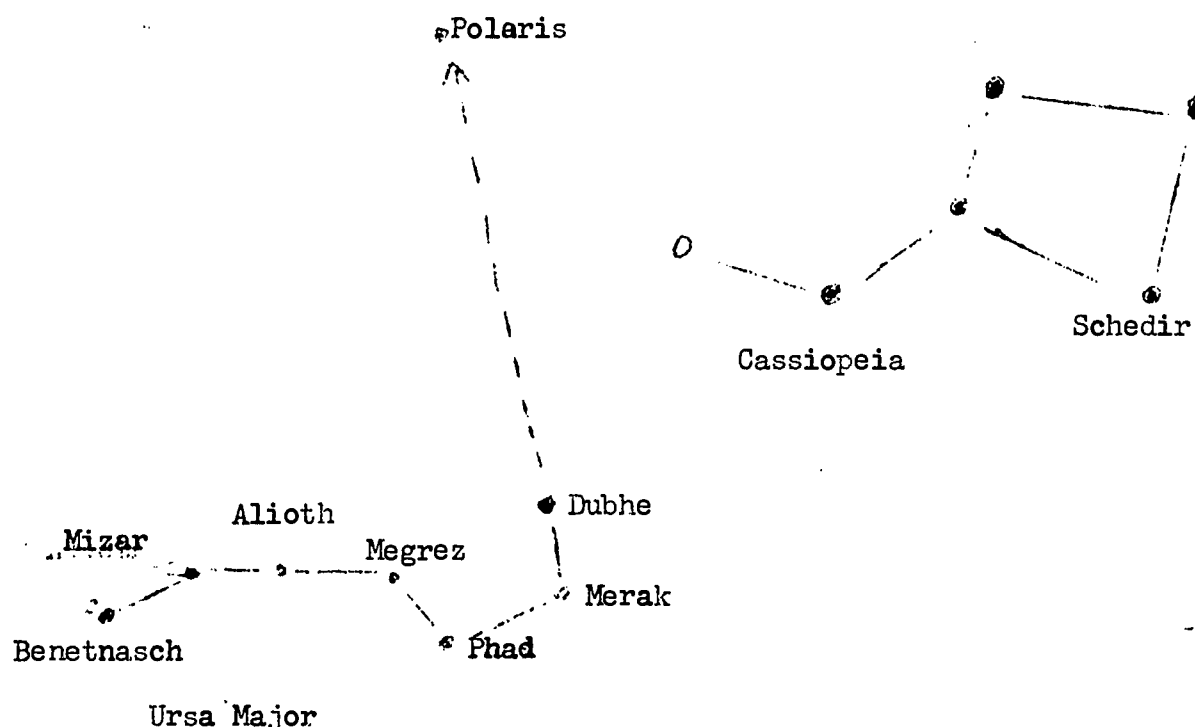 Polaris
Schedir
Cassiopeia
Dubhe
Alioth
Mizar
Megrez
Merak
Benetnasch
Phad
Ursa Major